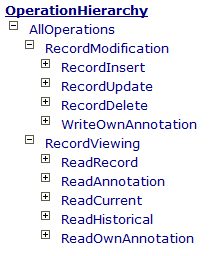 OperationHierarchy
AllOperations
RecordModification
RecordInsert
RecordUpdate
RecordDelete
WriteOwnAnnotation
RecordViewing
ReadRecord
ReadAnnotation
ReadCurrent
ReadHistorical
ReadOwnAnnotation